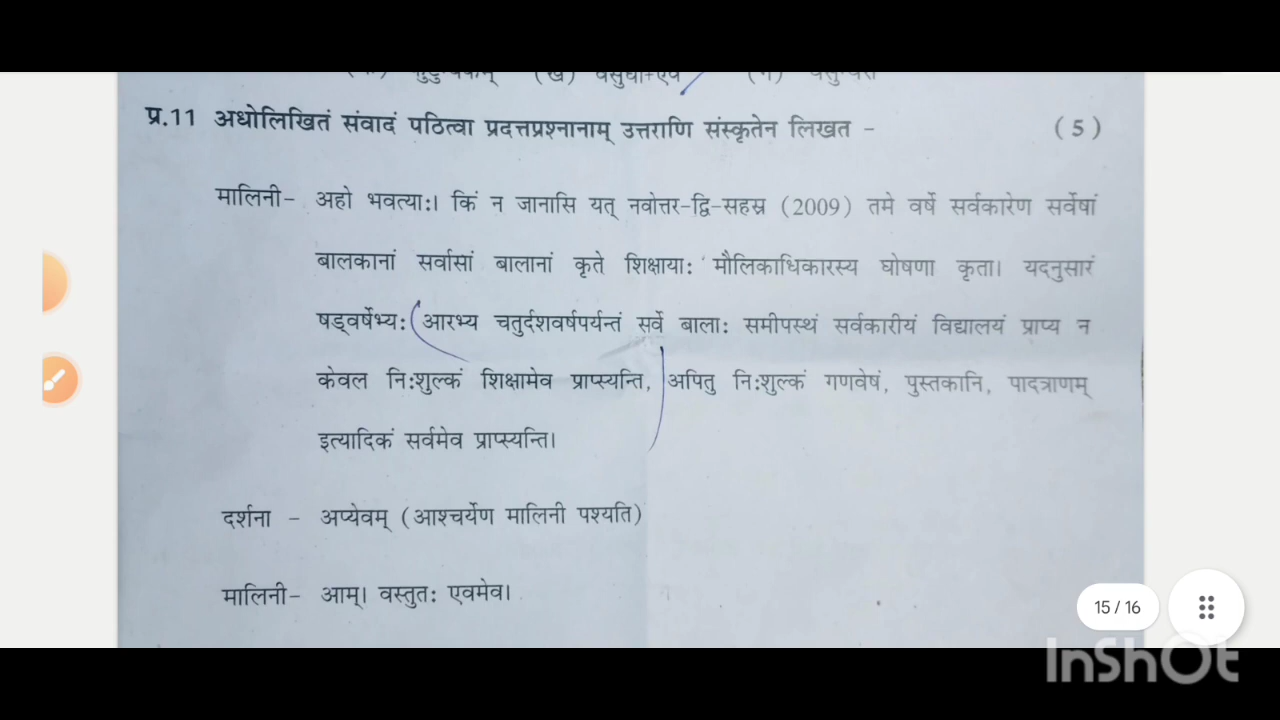 (ख) वसुधा+एव (ग)
प्र.11 अधोलिखितं संवादं पठित्वा प्रदत्तप्रश्नानाम् उत्तराणि संस्कृतेन लिखत – (5)
मालिनी- अहो भवत्याः। किं न जानासि यत् नवोत्तर-द्वि-सहस्र (2009) तमे वर्षे सर्वकारेण सर्वेषां
बालकानां सर्वासां बालानां कृते शिक्षायाः मौलिकाधिकारस्य घोषणा कृता। यद्नुसारं
षड्वर्षेभ्यः आरभ्य चतुर्दशवर्षपर्यन्तं सर्वे बालाः समीपस्थं सर्वकारीयं विद्यालयं प्राप्य न
केवल निःशुल्कं शिक्षामेव प्राप्स्यन्ति, अपितु निःशुल्कं गणवेषं, पुस्तकानि, पादत्राणम्
इत्यादिकं सर्वमेव प्राप्स्यन्ति।
दर्शना - अप्येवम् (आश्चर्येण मालिनी पश्यति)
मालिनी- आम्। वस्तुतः एवमेव।
15 / 16
InShOt